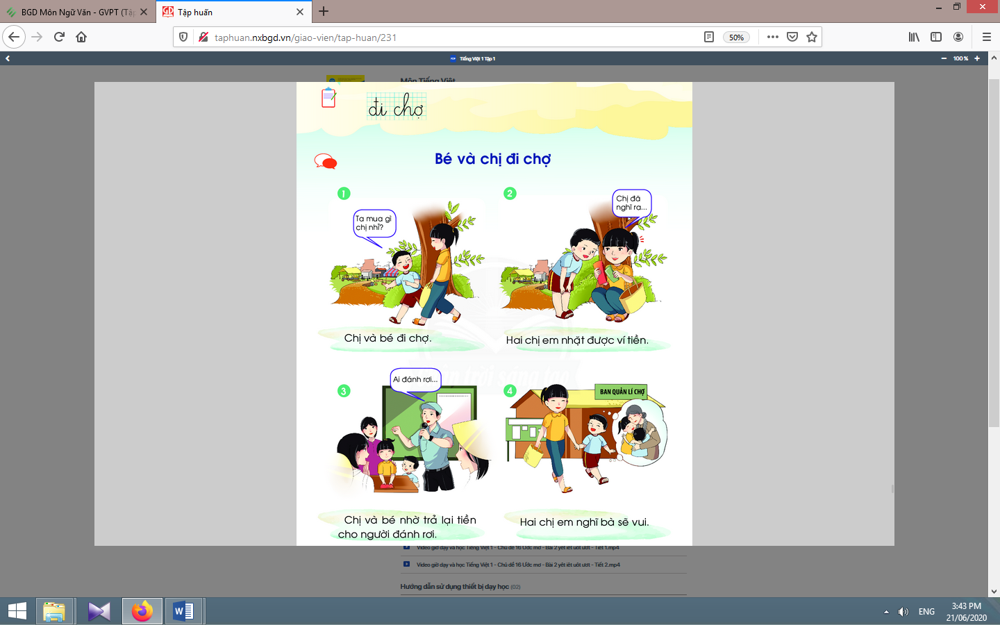 BGD Môn Ngữ Văn - GVPT (Tập
Tập huấn
taphuan.nxbgd.vn/giao-vien/tap-huan/231
50%
PDF
Tiếng Việt 1 Tập 1
100 %
Môn Tiếng Việt
đi chợ
Bé và chị đi chợ
1
Ta mua gì
chị nhỉ?
Chị và bé đi chợ.
2
Chị đã
nghĩ ra...
Hai chị em nhặt được ví tiền.
3
Ai đánh rơi...
Chị và bé nhờ trả lại tiền
cho người đánh rơi.
4
BAN QUẢN LÍ CHỢ
Hai chị em nghĩ bà sẽ vui.
Video giờ dạy và học Tiếng Việt 1 - Chủ đề 16 Ước mơ - Bài 2 yêt iêt uôt ươt - Tiết 1.mp4
Video giờ dạy và học Tiếng Việt 1 - Chủ đề 16 Ước mơ - Bài 2 yêt iêt uôt ươt - Tiết 2.mp4
Hướng dẫn sử dụng thiết bị dạy học (02)
ENG
3:43 PM
21/06/2020